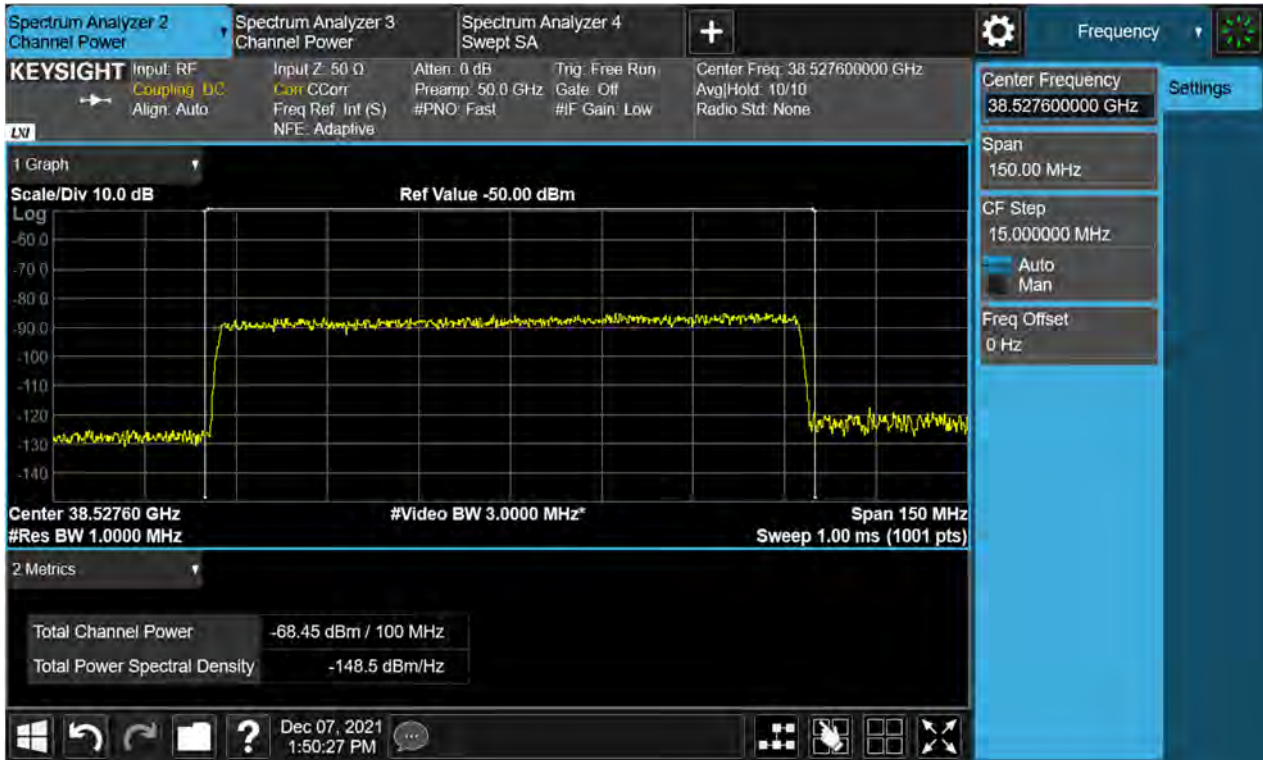 Spectrum Analyzer 2
Channel Power
Spectrum Analyzer 3
Channel Power
Spectrum Analyzer 4
Swept SA
+
Frequency
KEYSIGHT
Input: RF
Coupling: DC
Align: Auto
Input Z: 50 Ω
Corr CCorr
Freq Ref: Int (S)
NFE: Adaptive
Atten: 0 dB
Preamp: 50.0 GHz
#PNO: Fast
Trig: Free Run
Gate: Off
#IF Gain: Low
Center Freq: 38.527600000 GHz
Avg|Hold: 10/10
Radio Std: None
LXI
Center Frequency
38.527600000 GHz
Settings
Span
150.00 MHz
CF Step
15.000000 MHz
Auto
Man
Freq Offset
0 Hz
1 Graph
Scale/Div 10.0 dB
Ref Value -50.00 dBm
Log
-60.0
-70.0
-80.0
-90.0
-100
-110
-120
-130
-140
Center 38.52760 GHz
#Video BW 3.0000 MHz*
Span 150 MHz
#Res BW 1.0000 MHz
Sweep 1.00 ms (1001 pts)
2 Metrics
Total Channel Power
-68.45 dBm / 100 MHz
Total Power Spectral Density
-148.5 dBm/Hz
?
Dec 07, 2021
1:50:27 PM